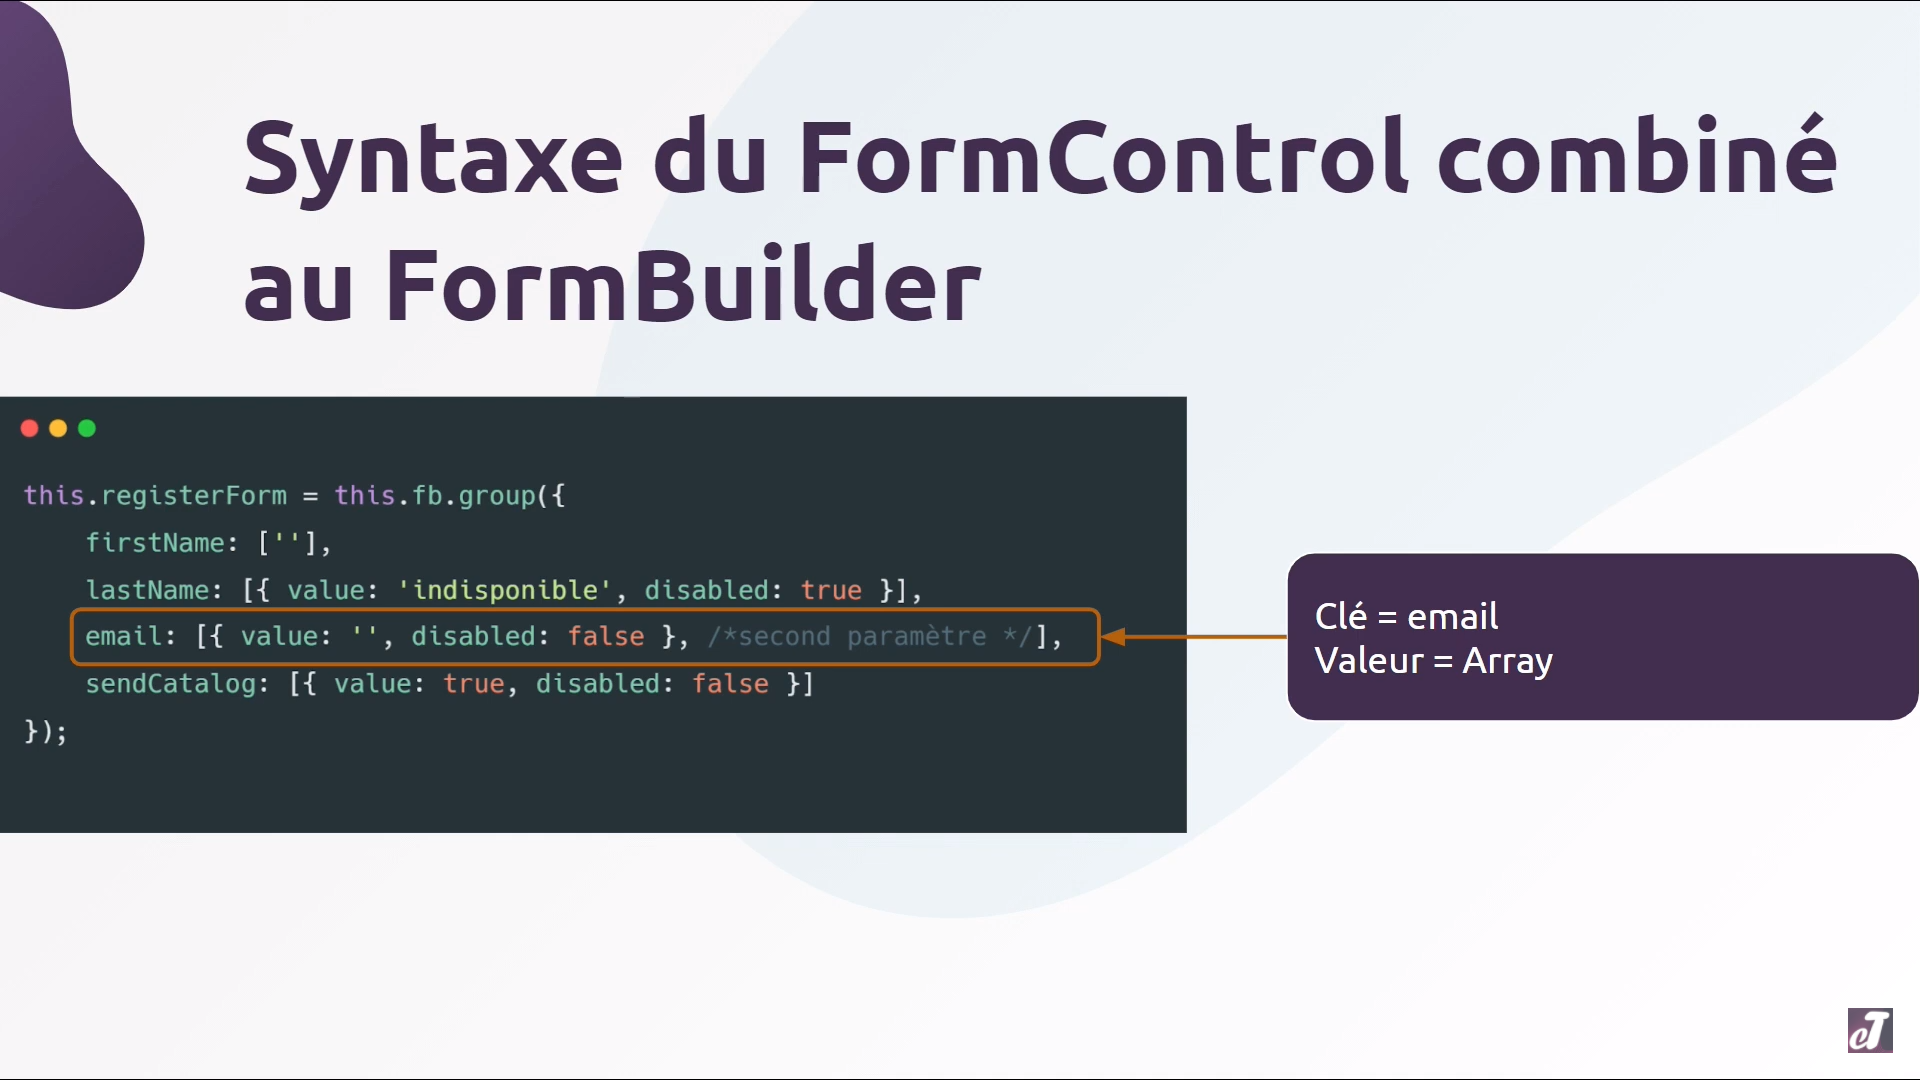 Syntaxe du FormControl combiné
au FormBuilder
this.registerForm = this.fb.group({
    firstName: [''],
    lastName: [{ value: 'indisponible', disabled: true }],
    email: [{ value: '', disabled: false }, /*second paramètre */],
    sendCatalog: [{ value: true, disabled: false }]
});
Clé = email
Valeur = Array
eT